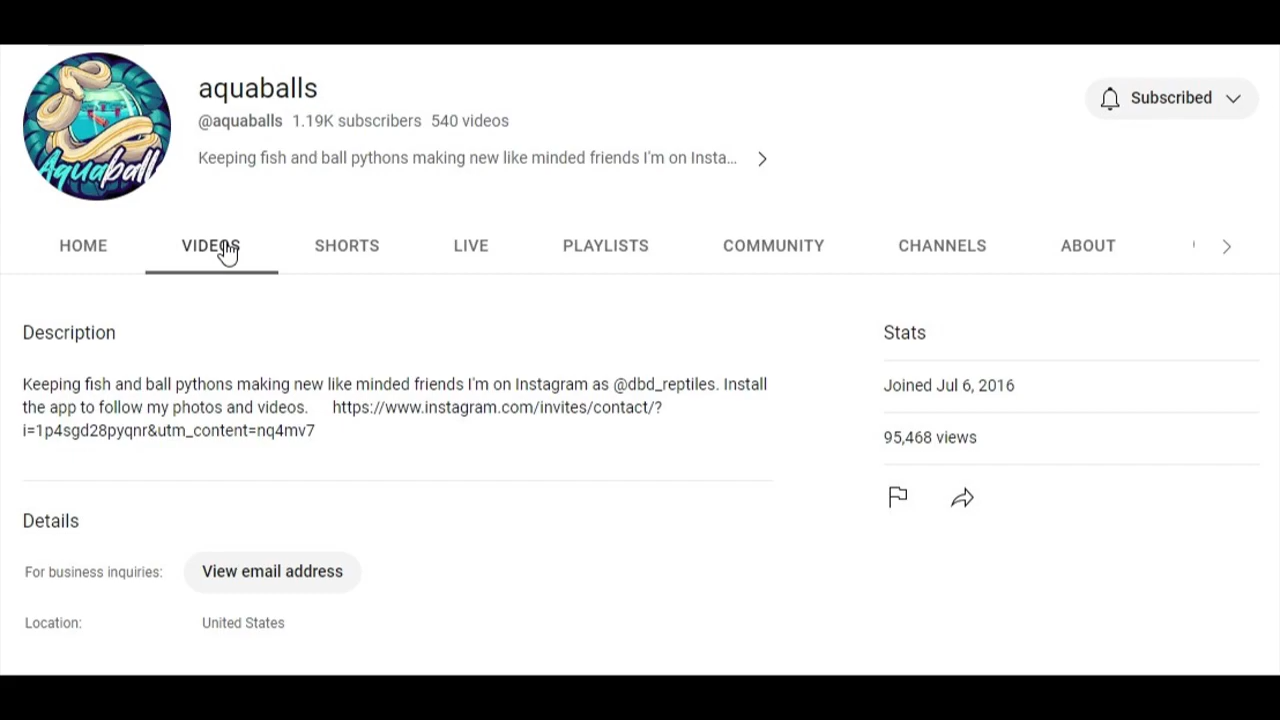 aquaballs
@aquaballs 1.19K subscribers 540 videos
Keeping fish and ball pythons making new like minded friends I'm on Insta...
Subscribed
Aquaball
HOME VIDEOS SHORTS LIVE PLAYLISTS COMMUNITY CHANNELS ABOUT
Description
Keeping fish and ball pythons making new like minded friends I'm on Instagram as @dbd_reptiles. Install
the app to follow my photos and videos. https://www.instagram.com/invites/contact/?
i=1p4sgd28pyqnr&utm_content=nq4mv7
Details
For business inquiries: View email address
Location: United States
Stats
Joined Jul 6, 2016
95,468 views